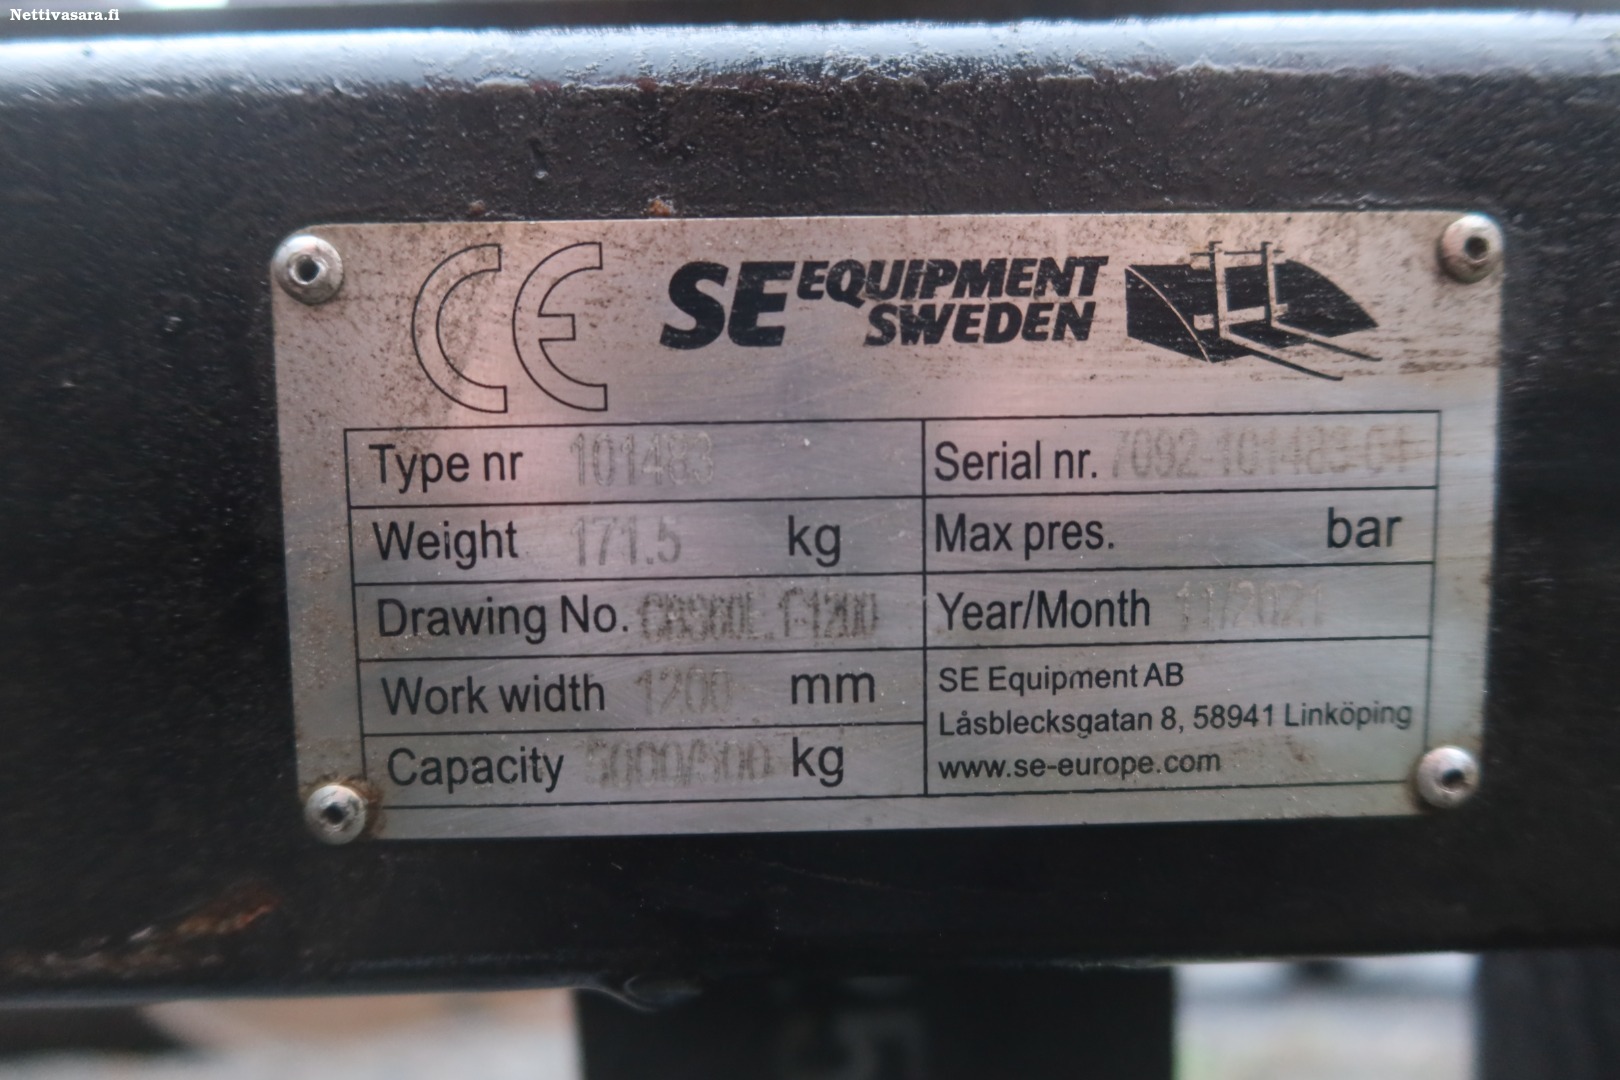 Nettivasara.fi
CE SE EQUIPMENT SWEDEN
Type nr 101483 Serial nr. 7092-101483-01
Weight 171.5 kg Max pres. bar
Drawing No. Year/Month 11/2021
Work width 1200 mm SE Equipment AB
Låsblecksgatan 8, 58941 Linköping
Capacity 5000/500 kg www.se-europe.com